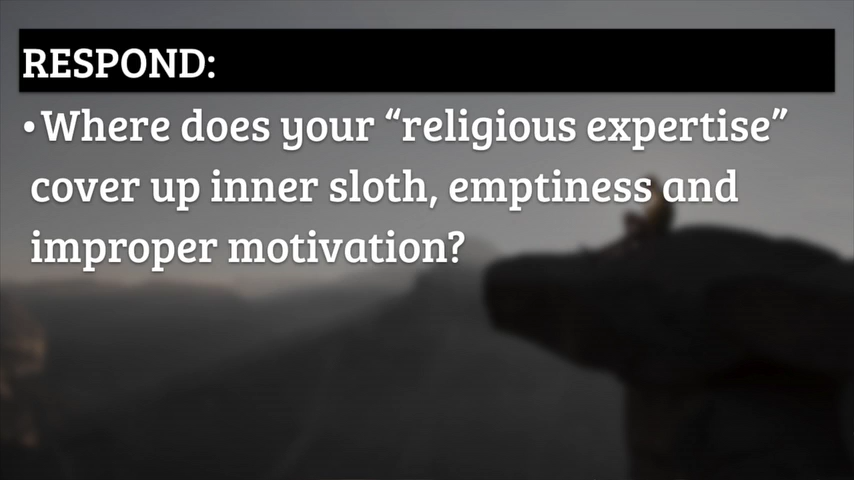 RESPOND:
•Where does your “religious expertise”
cover up inner sloth, emptiness and
improper motivation?